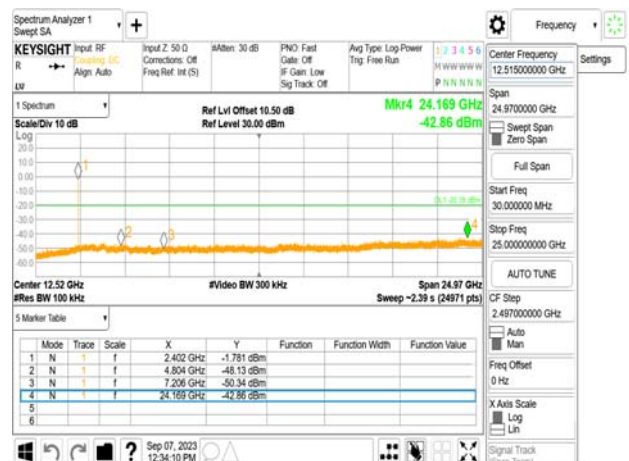 Spectrum Analyzer 1
Swept SA
+
Frequency
KEYSIGHT
R
LXI
Input: RF
Coupling: DC
Align: Auto
Input Z: 50 Ω
Corrections: Off
Freq Ref: Int (S)
#Atten: 30 dB
PNO: Fast
Gate: Off
IF Gain: Low
Sig Track: Off
Avg Type: Log-Power
Trig: Free Run
1 2 3 4 5 6
M W W W W W
P N N N N N
Center Frequency
12.515000000 GHz
Settings
Span
24.9700000 GHz
Swept Span
Zero Span
Full Span
Start Freq
30.000000 MHz
Stop Freq
25.000000000 GHz
AUTO TUNE
CF Step
2.497000000 GHz
Auto
Man
Freq Offset
0 Hz
X Axis Scale
Log
Lin
Signal Track
1 Spectrum
Scale/Div 10 dB
Log
Ref Lvl Offset 10.50 dB
Ref Level 30.00 dBm
Mkr4 24.169 GHz
-42.86 dBm
20.0
10.0
0.00
-10.0
-20.0
-30.0
-40.0
-50.0
-60.0
1
2
3
4
Center 12.52 GHz
#Res BW 100 kHz
#Video BW 300 kHz
Span 24.97 GHz
Sweep ~2.39 s (24971 pts)
5 Marker Table
Mode Trace Scale X Y Function Function Width Function Value
1 N 1 f 2.402 GHz -1.781 dBm
2 N 1 f 4.804 GHz -48.13 dBm
3 N 1 f 7.206 GHz -50.34 dBm
4 N 1 f 24.169 GHz -42.86 dBm
5
6
?
Sep 07, 2023
12:34:10 PM